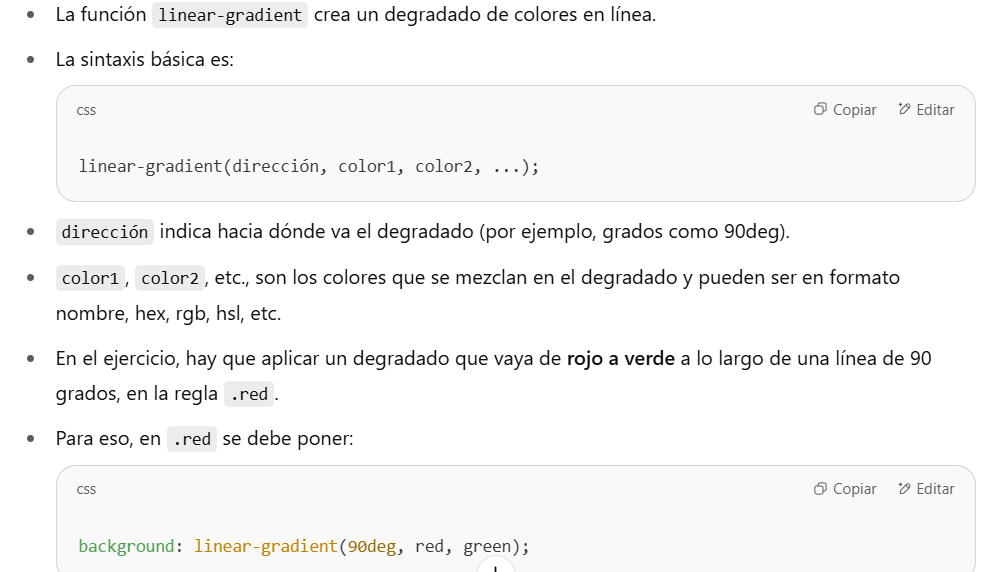 La función linear-gradient crea un degradado de colores en línea.
La sintaxis básica es:
css
Copiar
Editar
linear-gradient(dirección, color1, color2, ...);
dirección indica hacia dónde va el degradado (por ejemplo, grados como 90deg).
color1, color2, etc., son los colores que se mezclan en el degradado y pueden ser en formato
nombre, hex, rgb, hsl, etc.
En el ejercicio, hay que aplicar un degradado que vaya de rojo a verde a lo largo de una línea de 90
grados, en la regla .red.
Para eso, en .red se debe poner:
css
Copiar
Editar
background: linear-gradient(90deg, red, green);